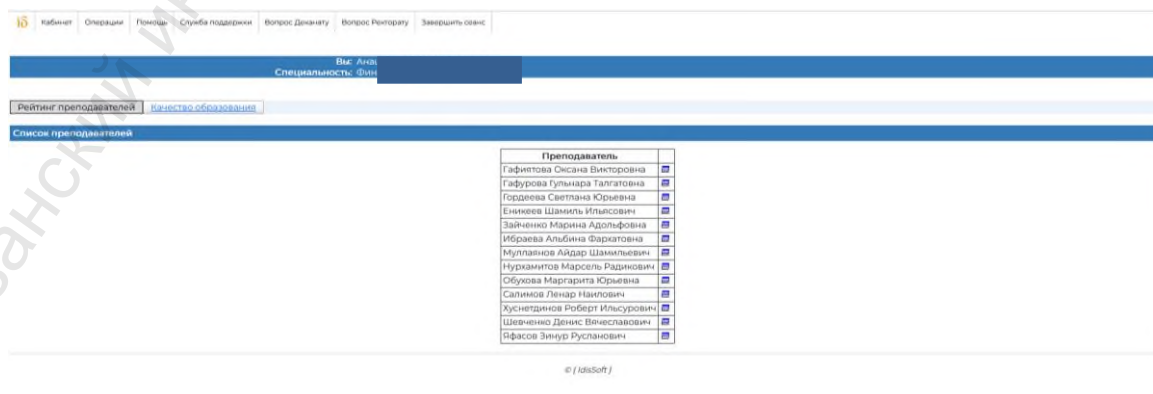 Кабинет Операции Помощь Служба поддержки Вопрос Деканату Вопрос Ректорату Завершить сеанс
Вы:
Специальность:
Рейтинг преподавателей Качество образования
Список преподавателей
Преподаватель
Гафиятова Оксана Викторовна
Гафурова Гульнара Талгатовна
Гордеева Светлана Юрьевна
Еникеев Шамиль Ильясович
Зайченко Марина Адольфовна
Ибраева Альбина Фаркатовна
Муллаянов Айдар Шамильевич
Нурхамитов Марсель Радикович
Обухова Маргарита Юрьевна
Салимов Ленар Наилович
Хуснетдинов Роберт Ильсурович
Шевченко Денис Вячеславович
Яфасов Зинур Русланович
© [ IdisSoft ]